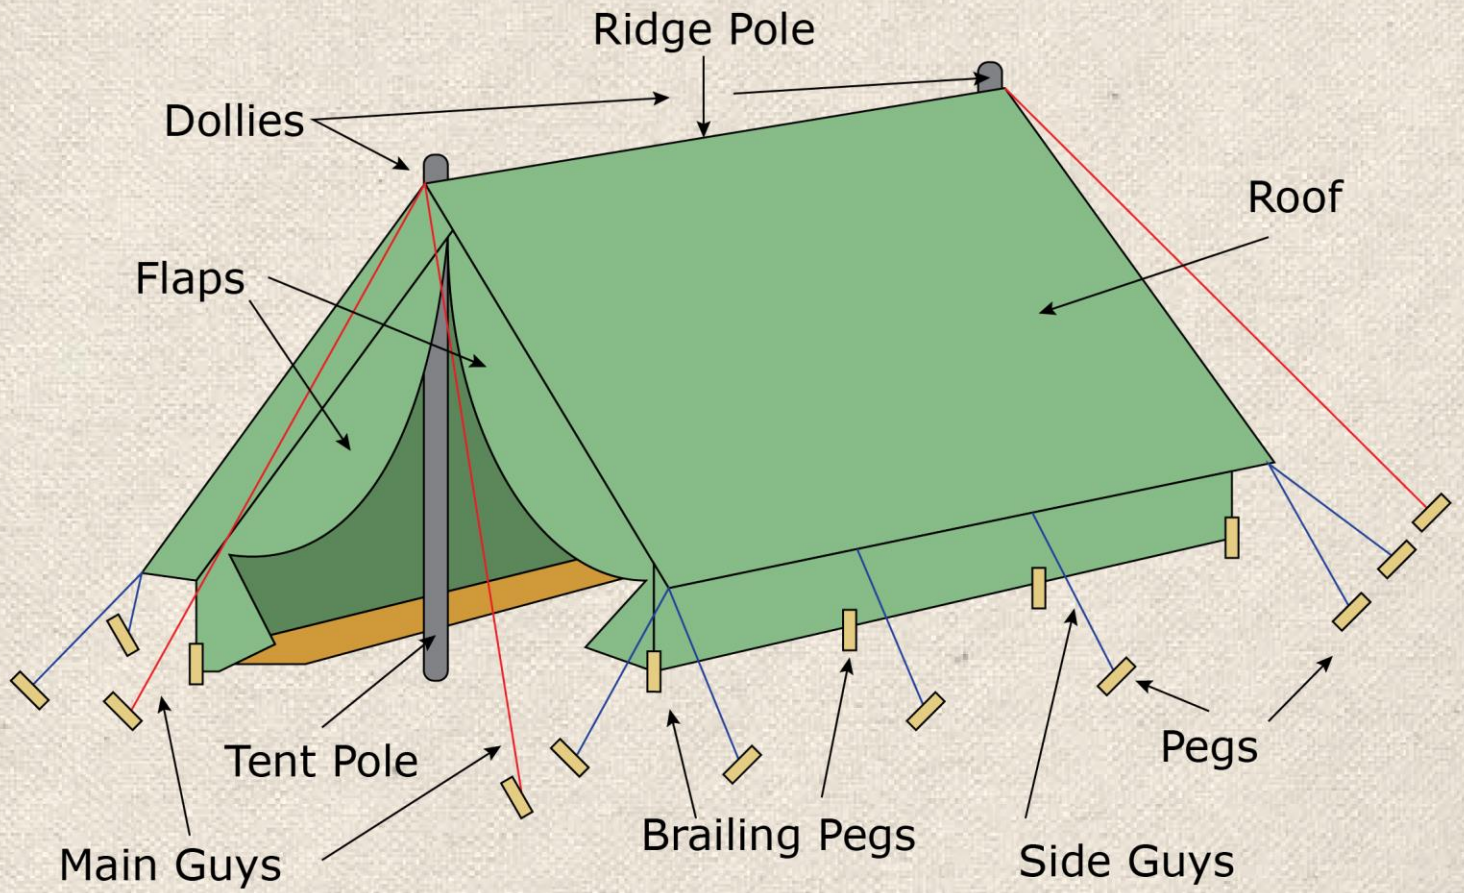 Ridge Pole
Dollies
Roof
Flaps
Tent Pole
Pegs
Brailing Pegs
Side Guys
Main Guys